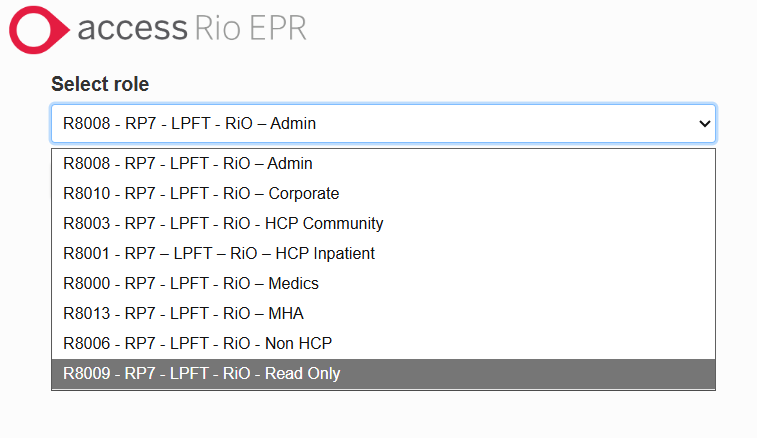 access Rio EPR
Select role
R8008 - RP7 - LPFT - RiO – Admin
R8008 - RP7 - LPFT - RiO – Admin
R8010 - RP7 - LPFT - RiO – Corporate
R8003 - RP7 - LPFT - RiO - HCP Community
R8001 - RP7 – LPFT – RiO – HCP Inpatient
R8000 - RP7 - LPFT - RiO – Medics
R8013 - RP7 - LPFT - RiO – MHA
R8006 - RP7 - LPFT - RiO - Non HCP
R8009 - RP7 - LPFT - RiO - Read Only